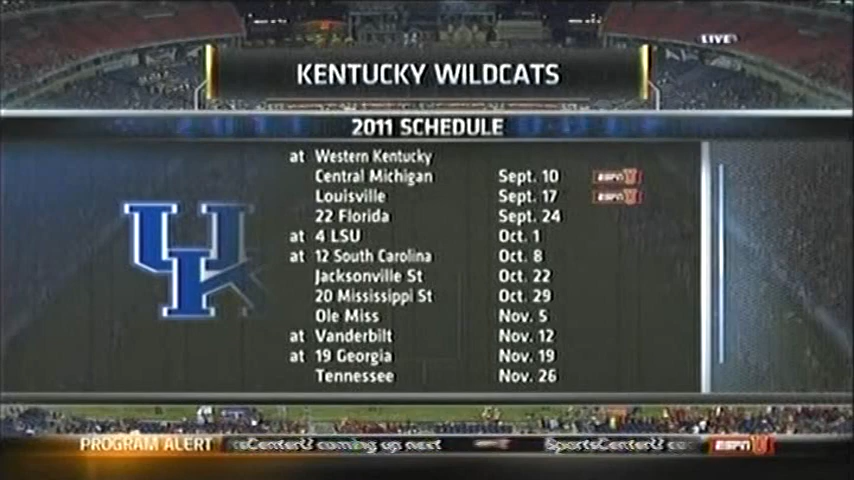 LIVE
KENTUCKY WILDCATS
2011 SCHEDULE
at Western Kentucky
Central Michigan Sept. 10 ESPNU
Louisville Sept. 17 ESPNU
22 Florida Sept. 24
at 4 LSU Oct. 1
at 12 South Carolina Oct. 8
Jacksonville St Oct. 22
20 Mississippi St Oct. 29
Ole Miss Nov. 5
at Vanderbilt Nov. 12
at 19 Georgia Nov. 19
Tennessee Nov. 26
UK
PROGRAM ALERT tsCenterU coming up next SportsCenterU co ESPNU